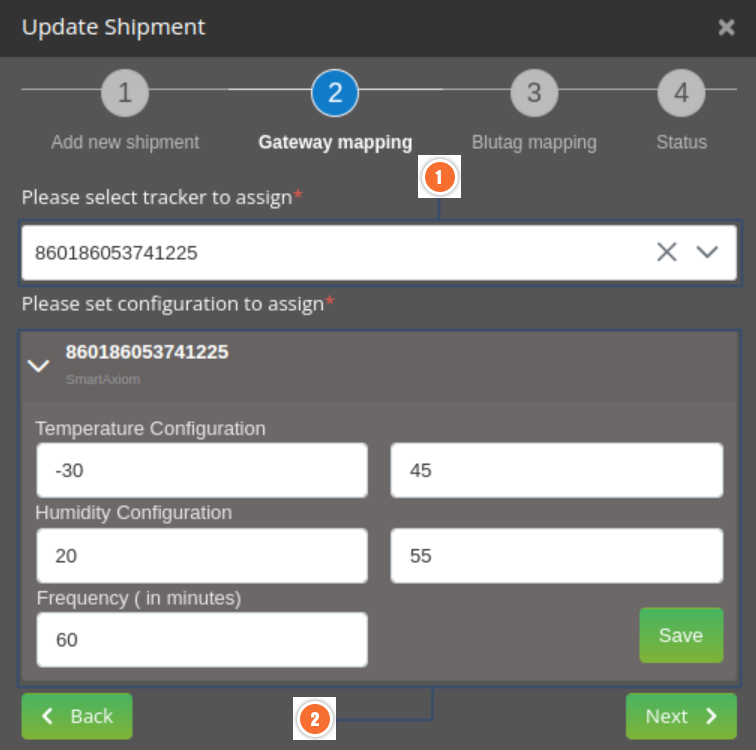 Update Shipment
1 2 3 4
Add new shipment Gateway mapping Blutag mapping Status
1
Please select tracker to assign*
860186053741225
Please set configuration to assign*
860186053741225
SmartAxiom
Temperature Configuration
-30 45
Humidity Configuration
20 55
Frequency ( in minutes)
60 Save
Back 2 Next